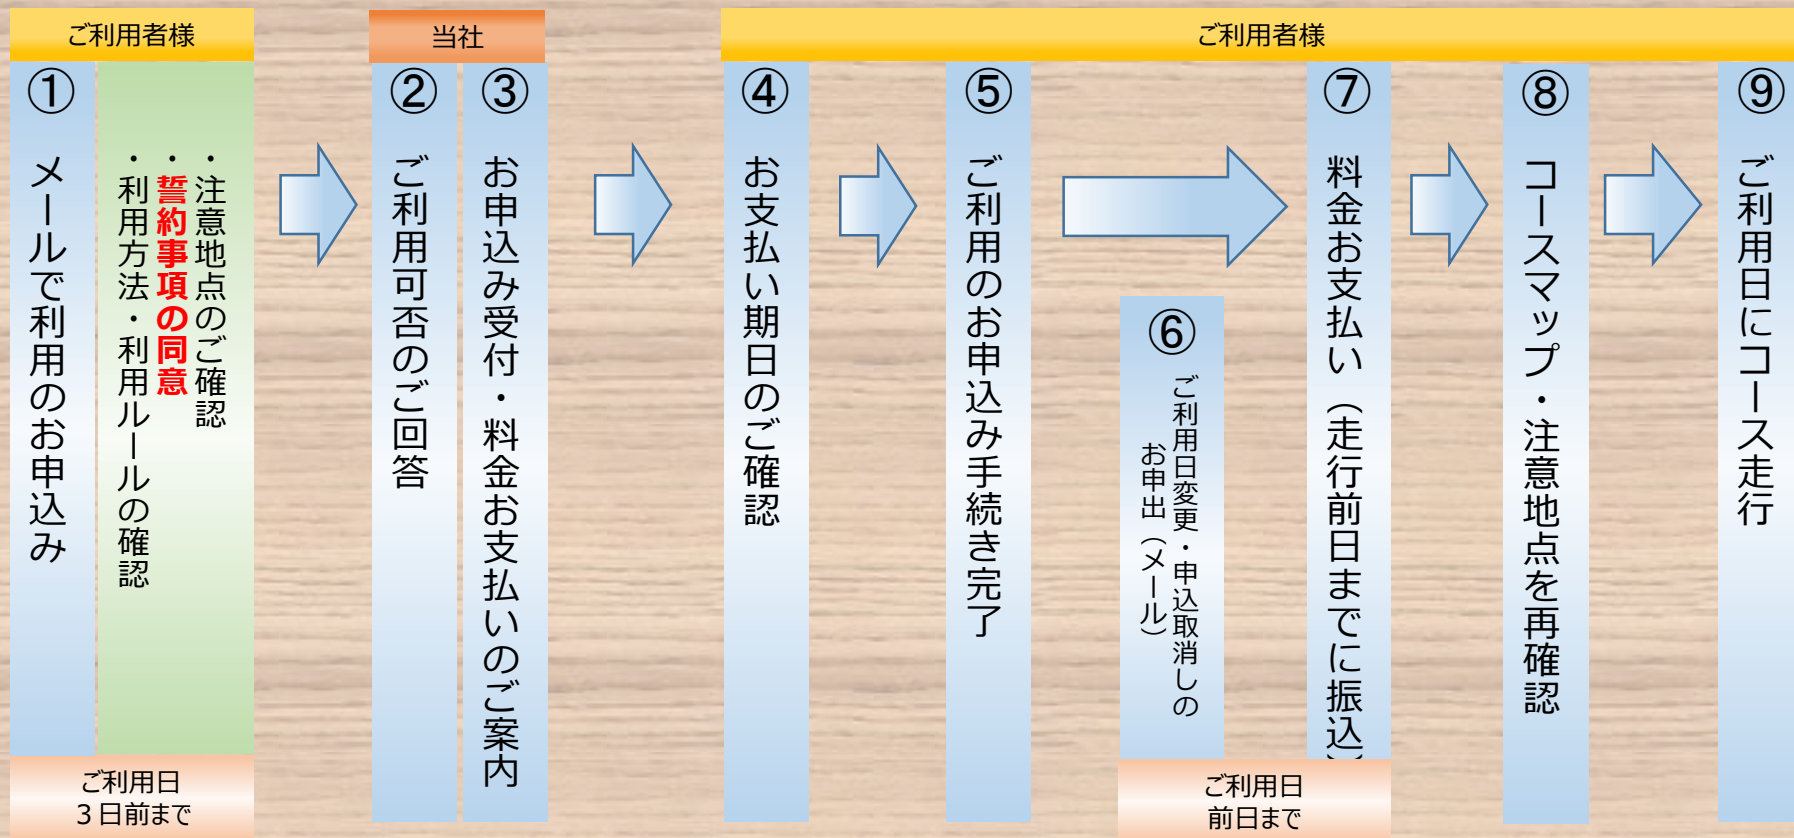 ご利用者様
①
メールで利用のお申込み
・注意地点のご確認
・誓約事項の同意
・利用方法・利用ルールの確認
ご利用日
3日前まで
当社
②
ご利用可否のご回答
③
お申込み受付・料金お支払いのご案内
ご利用者様
④
お支払い期日のご確認
⑤
ご利用のお申込み手続き完了
⑥
ご利用日変更・申込取消しの
お申出（メール）
⑦
料金お支払い（走行前日までに振込）
ご利用日
前日まで
⑧
コースマップ・注意地点を再確認
⑨
ご利用日にコース走行